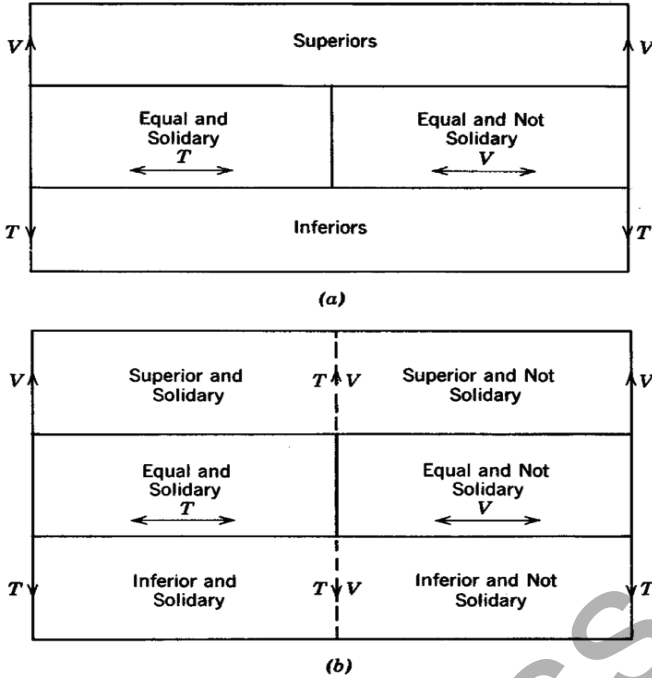 V Superiors V
Equal and Equal and Not
Solidary Solidary
T V
T Inferiors T
(a)
V Superior and T V Superior and Not V
Solidary Solidary
Equal and Equal and Not
Solidary Solidary
T V
T Inferior and T V Inferior and Not T
Solidary Solidary
(b)